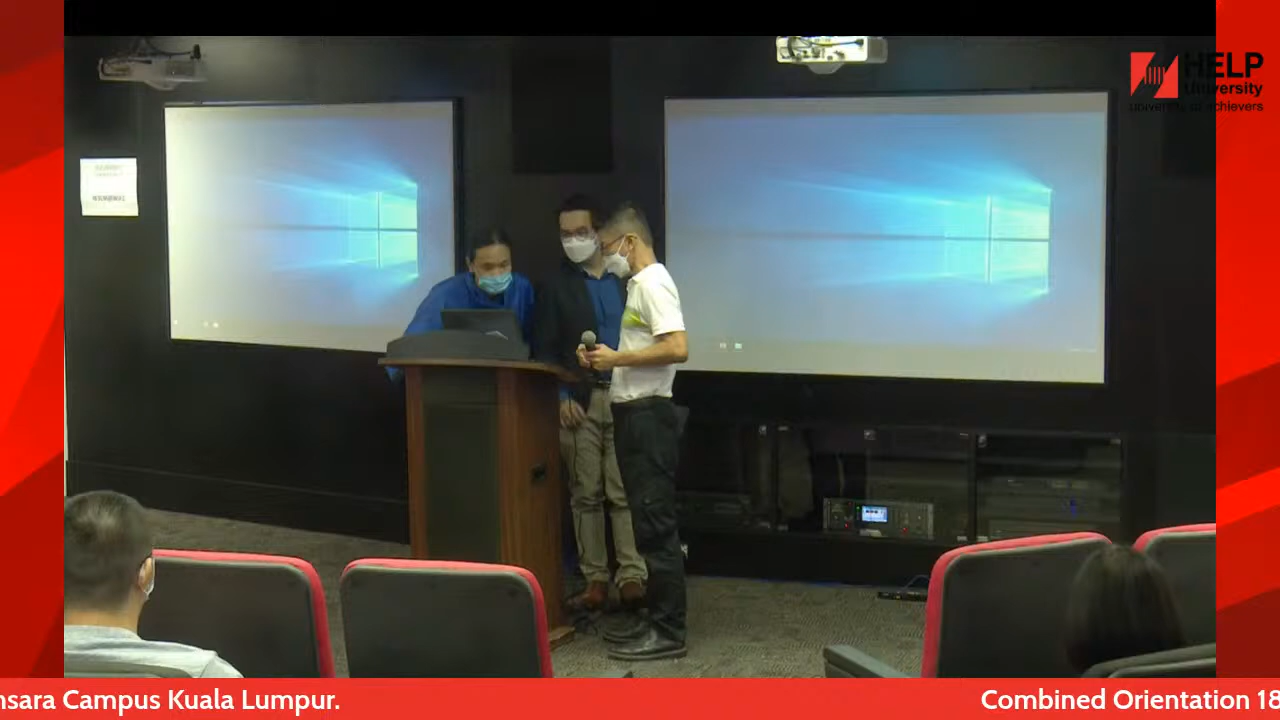 HELP
University
university of achievers
nsara Campus Kuala Lumpur.
Combined Orientation 18